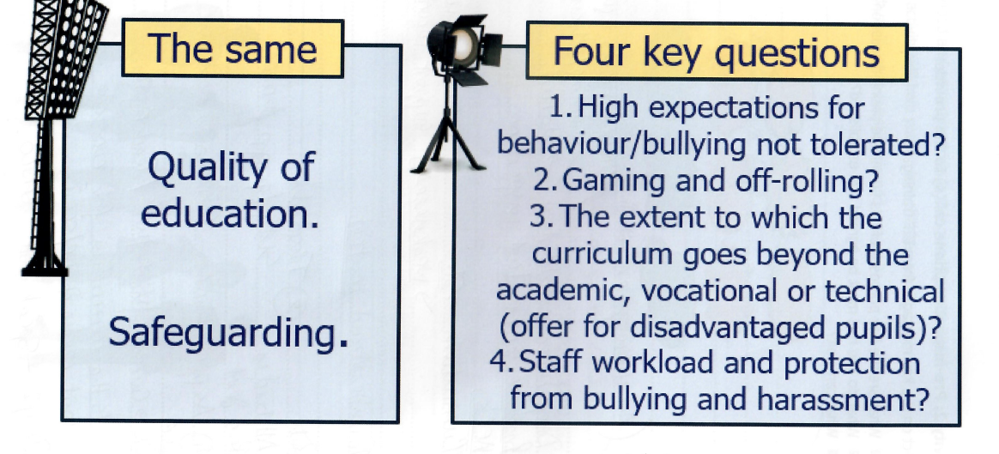 The same
Quality of
education.
Safeguarding.
Four key questions
1. High expectations for
behaviour/bullying not tolerated?
2. Gaming and off-rolling?
3. The extent to which the
curriculum goes beyond the
academic, vocational or technical
(offer for disadvantaged pupils)?
4. Staff workload and protection
from bullying and harassment?